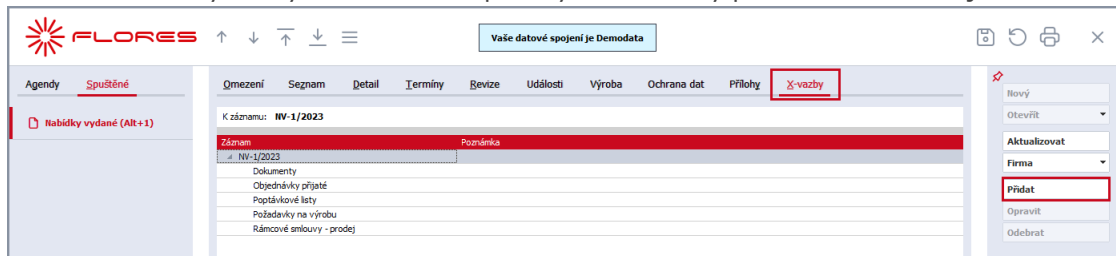 FLORES
Vaše datové spojení je Demodata
Agendy Spuštěné
Nabídky vydané (Alt+1)
Omezení Seznam Detail Termíny Revize Události Výroba Ochrana dat Přílohy X-vazby
K záznamu: NV-1/2023
Záznam Poznámka
NV-1/2023
Dokumenty
Objednávky přijaté
Poptávkové listy
Požadavky na výrobu
Rámcové smlouvy - prodej
Nový
Otevřít
Aktualizovat
Firma
Přidat
Opravit
Odebrat